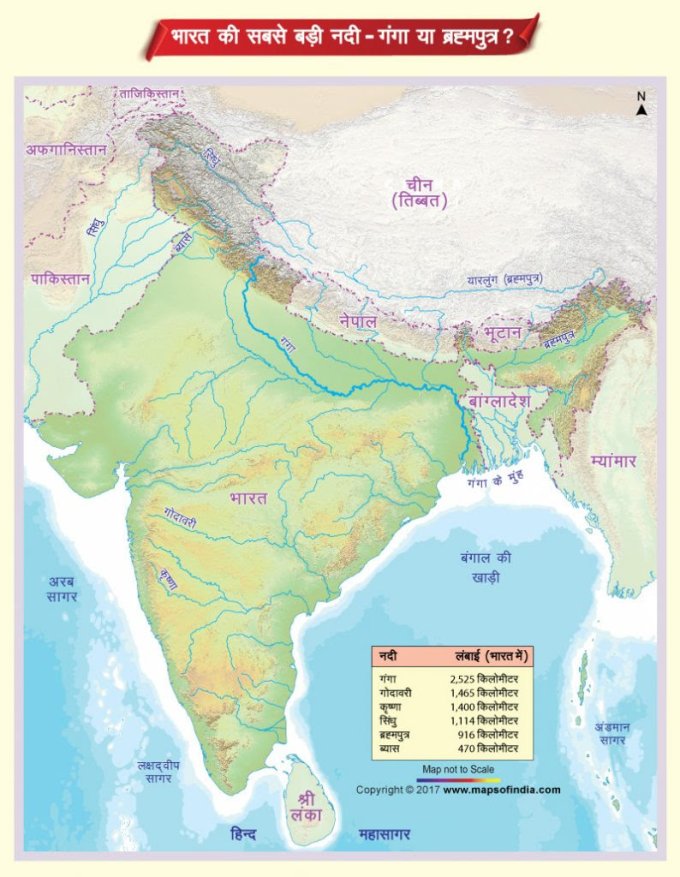 भारत की सबसे बड़ी नदी - गंगा या ब्रह्मपुत्र ?
N
ताजिकिस्तान
अफगानिस्तान
सिंधु
चीन
(तिब्बत)
सिंधु
ब्यास
पाकिस्तान
यारलुंग (ब्रह्मपुत्र)
नेपाल
भूटान
ब्रह्मपुत्र
गंगा
बांग्लादेश
म्यांमार
गंगा के मुंह
भारत
गोदावरी
कृष्णा
अरब
सागर
बंगाल की
खाड़ी
नदी लंबाई (भारत में)
गंगा 2,525 किलोमीटर
गोदावरी 1,465 किलोमीटर
कृष्णा 1,400 किलोमीटर
सिंधु 1,114 किलोमीटर
ब्रह्मपुत्र 916 किलोमीटर
ब्यास 470 किलोमीटर
अंडमान
सागर
लक्षद्वीप
सागर
Map not to Scale
Copyright © 2017 www.mapsofindia.com
श्री
लंका
हिन्द महासागर